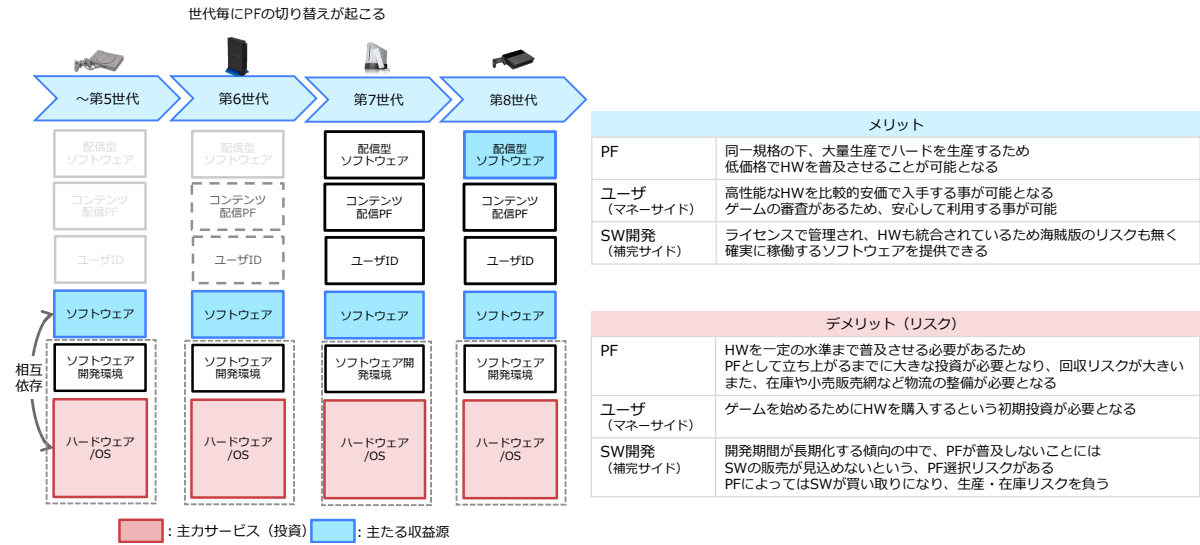 世代毎にPFの切り替えが起こる
～第5世代
第6世代
第7世代
第8世代
配信型
ソフトウェア
配信型
ソフトウェア
配信型
ソフトウェア
配信型
ソフトウェア
コンテンツ
配信PF
コンテンツ
配信PF
コンテンツ
配信PF
コンテンツ
配信PF
ユーザID
ユーザID
ユーザID
ユーザID
ソフトウェア
ソフトウェア
ソフトウェア
ソフトウェア
相互
依存
ソフトウェア
開発環境
ソフトウェア
開発環境
ソフトウェア開
発環境
ソフトウェア
開発環境
ハードウェア
/OS
ハードウェア
/OS
ハードウェア
/OS
ハードウェア
/OS
：主力サービス（投資）
：主たる収益源
メリット
PF
同一規格の下、大量生産でハードを生産するため
低価格でHWを普及させることが可能となる
ユーザ
（マネーサイド）
高性能なHWを比較的安価で入手する事が可能となる
ゲームの審査があるため、安心して利用する事が可能
SW開発
（補完サイド）
ライセンスで管理され、HWも統合されているため海賊版のリスクも無く
確実に稼働するソフトウェアを提供できる
デメリット（リスク）
PF
HWを一定の水準まで普及させる必要があるため
PFとして立ち上がるまでに大きな投資が必要となり、回収リスクが大きい
また、在庫や小売販売網など物流の整備が必要となる
ユーザ
（マネーサイド）
ゲームを始めるためにHWを購入するという初期投資が必要となる
SW開発
（補完サイド）
開発期間が長期化する傾向の中で、PFが普及しないことには
SWの販売が見込めないという、PF選択リスクがある
PFによってはSWが買い取りになり、生産・在庫リスクを負う